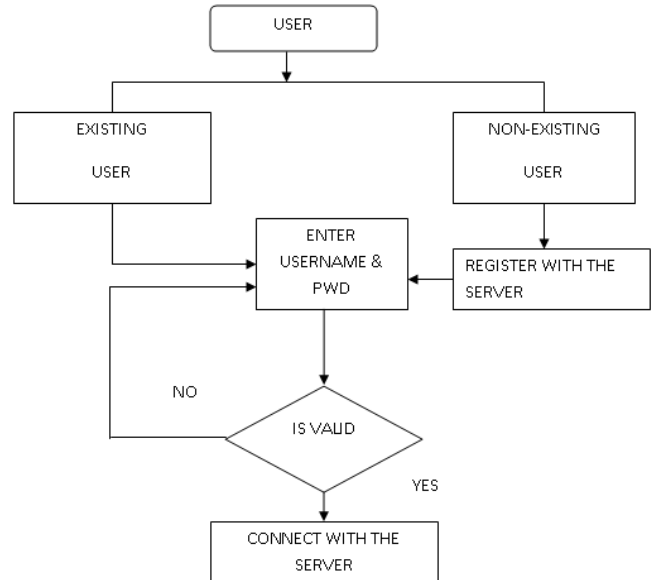 USER
EXISTING
USER
NON-EXISTING
USER
ENTER
USERNAME &
PWD
REGISTER WITH THE
SERVER
NO
IS VALID
YES
CONNECT WITH THE
SERVER